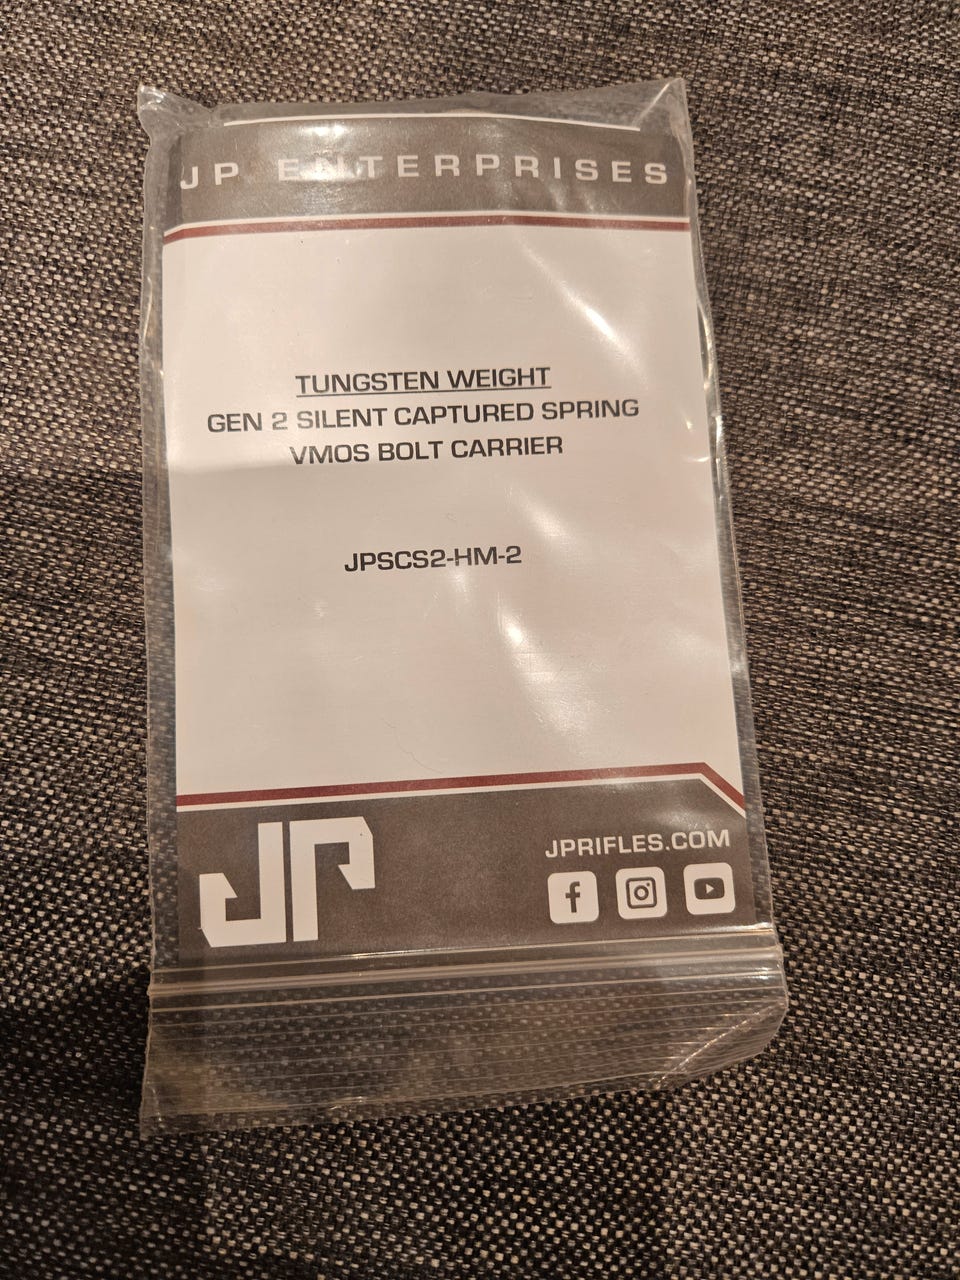 JP ENTERPRISES
TUNGSTEN WEIGHT
GEN 2 SILENT CAPTURED SPRING
VMOS BOLT CARRIER
JPSCS2-HM-2
JP
JPRIFLES.COM